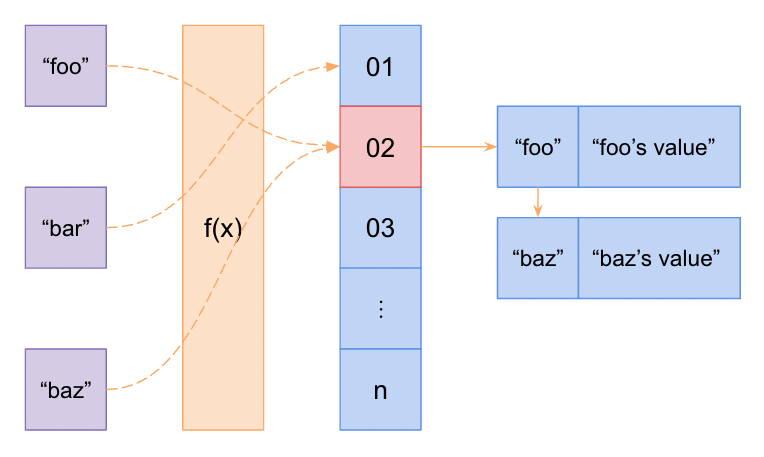 “foo”
“bar”
“baz”
f(x)
01
02
03
⋮
n
“foo”
“foo’s value”
“baz”
“baz’s value”